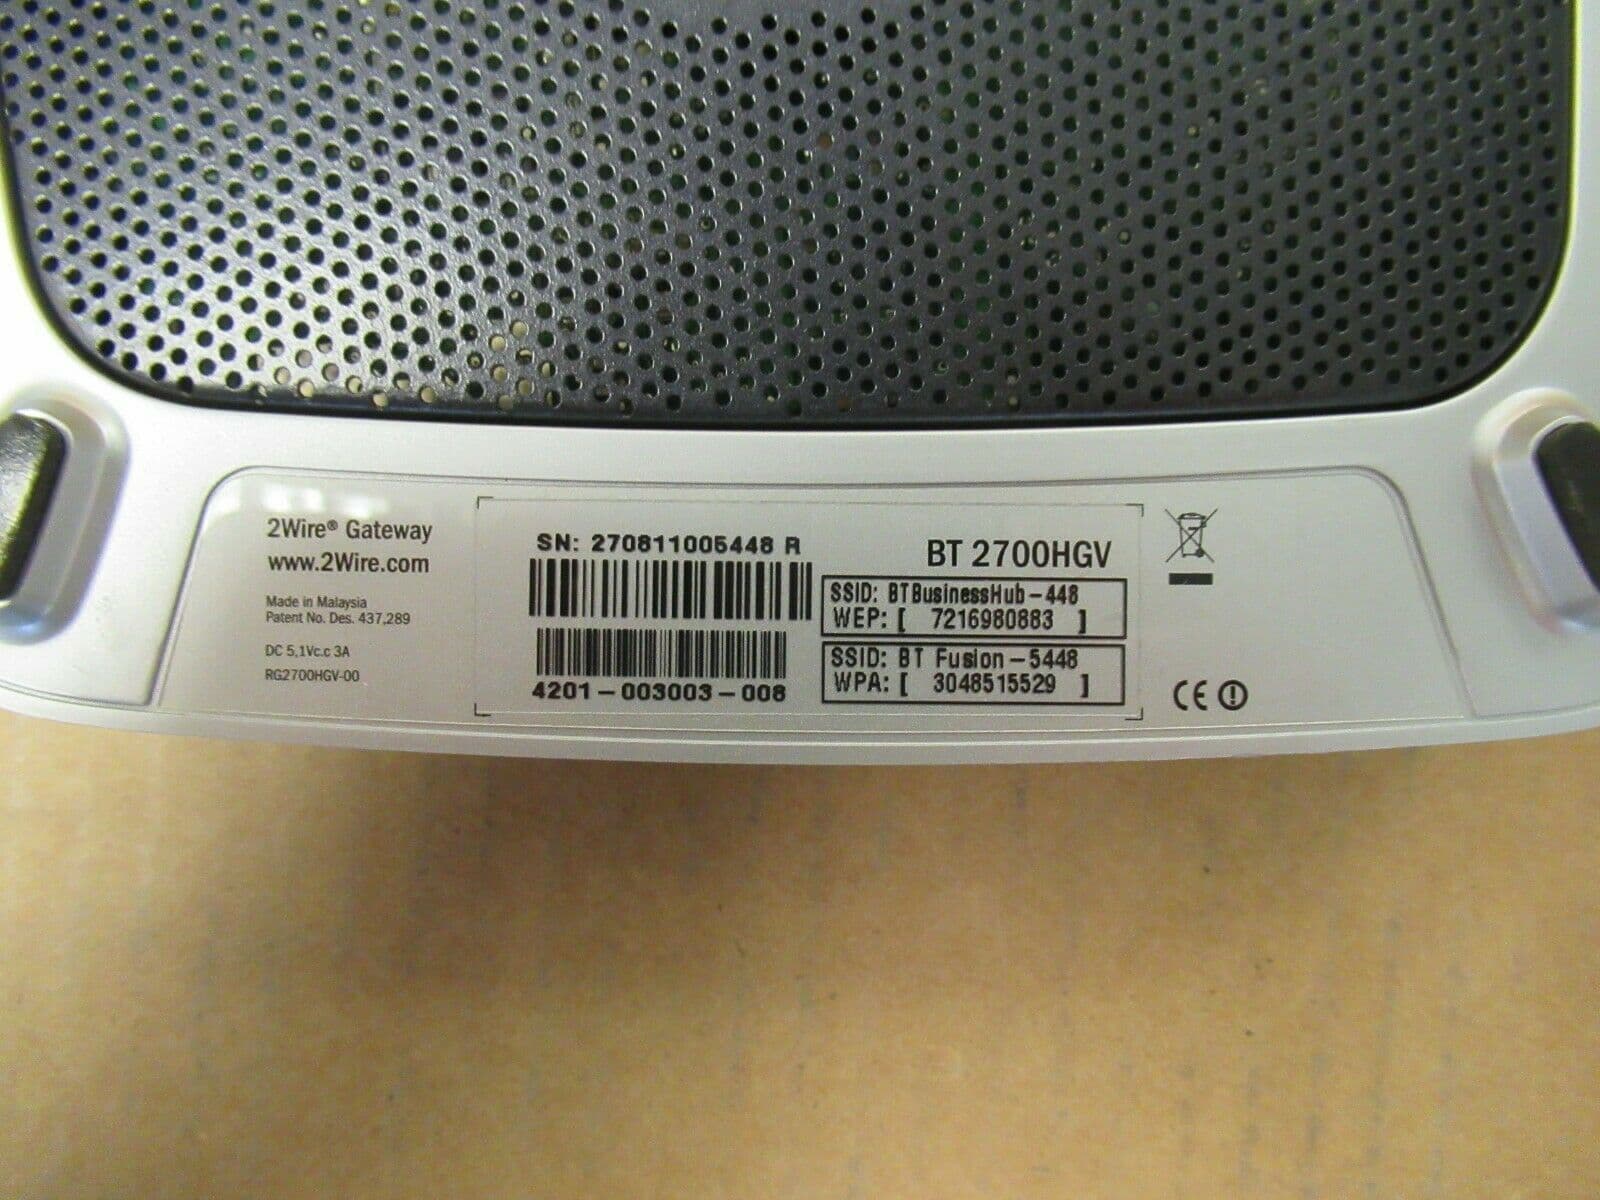 2Wire® Gateway
www.2Wire.com
Made in Malaysia
Patent No. Des. 437,289
DC 5,1Vc.c 3A
RG2700HGV-00
SN: 270811005448 R
4201-003003-008
BT 2700HGV
SSID: BTBusinessHub-448
WEP: [ 7216980883 ]
SSID: BT Fusion-5448
WPA: [ 3048515529 ]
CE